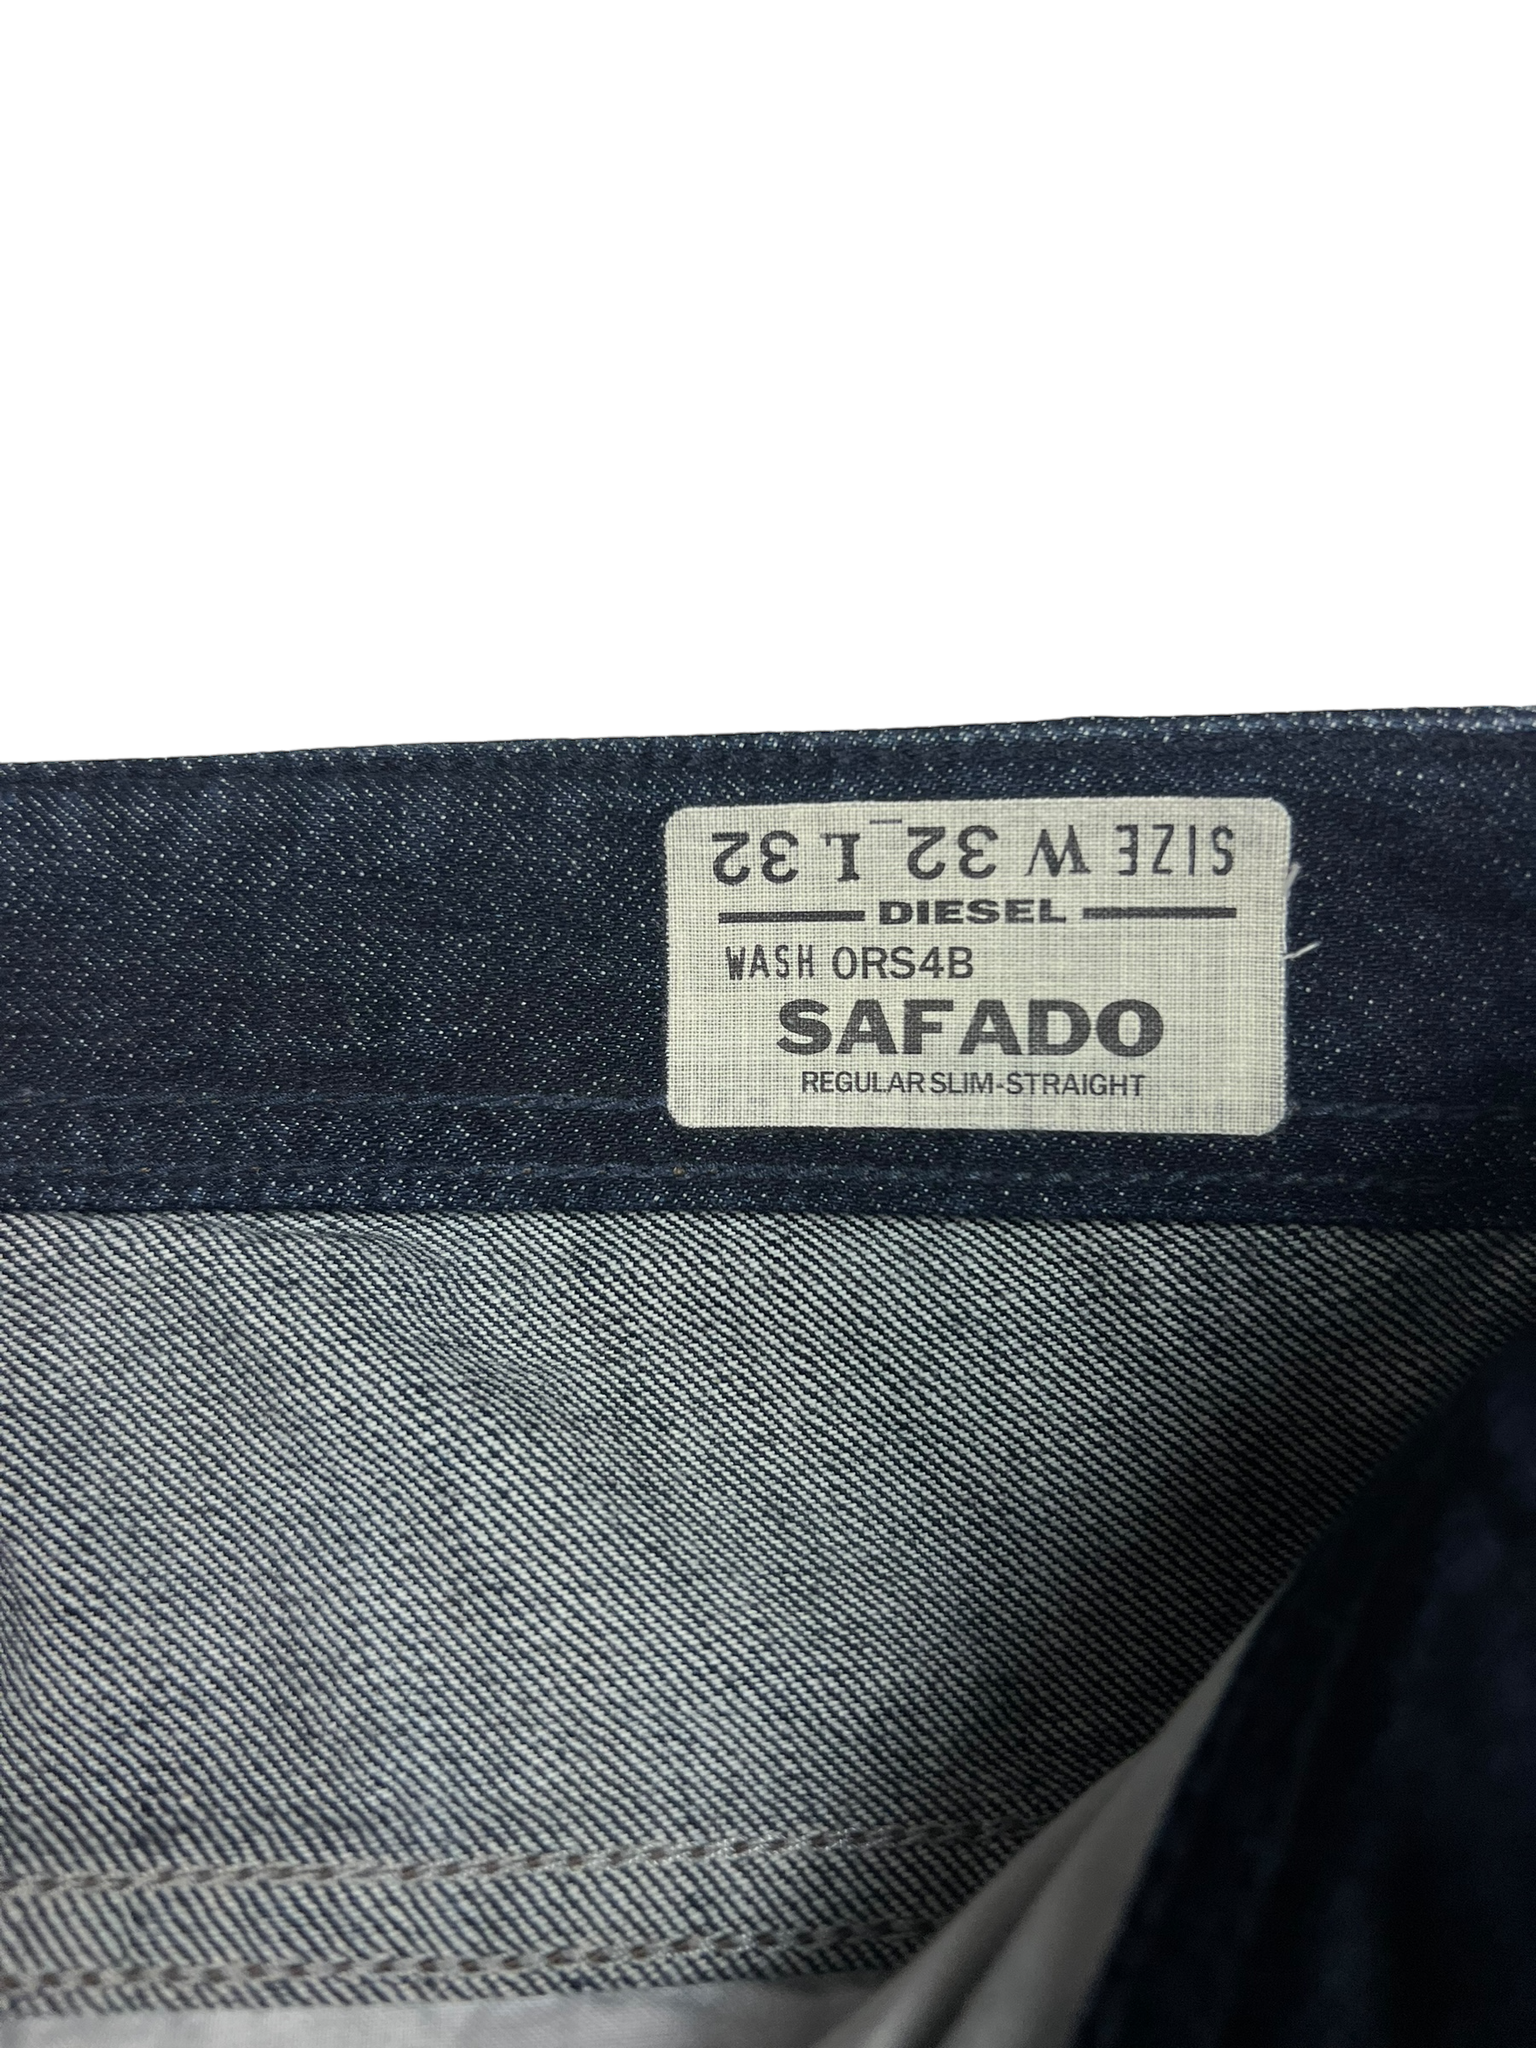 SIZE W 32 L 32
DIESEL
WASH 0RS4B
SAFADO
REGULAR SLIM-STRAIGHT